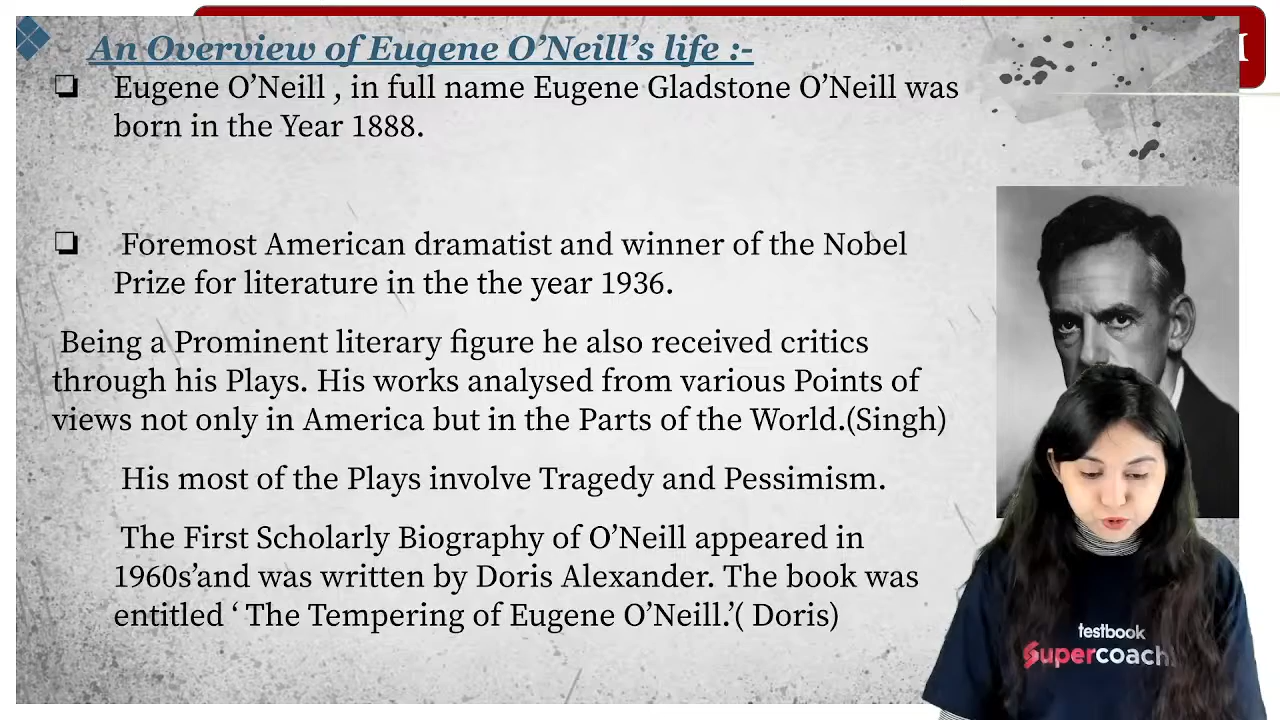 An Overview of Eugene O’Neill’s life :-
Eugene O’Neill , in full name Eugene Gladstone O’Neill was
born in the Year 1888.
Foremost American dramatist and winner of the Nobel
Prize for literature in the the year 1936.
Being a Prominent literary figure he also received critics
through his Plays. His works analysed from various Points of
views not only in America but in the Parts of the World.(Singh)
His most of the Plays involve Tragedy and Pessimism.
The First Scholarly Biography of O’Neill appeared in
1960s’and was written by Doris Alexander. The book was
entitled ‘ The Tempering of Eugene O’Neill.’( Doris)
testbook
Supercoach